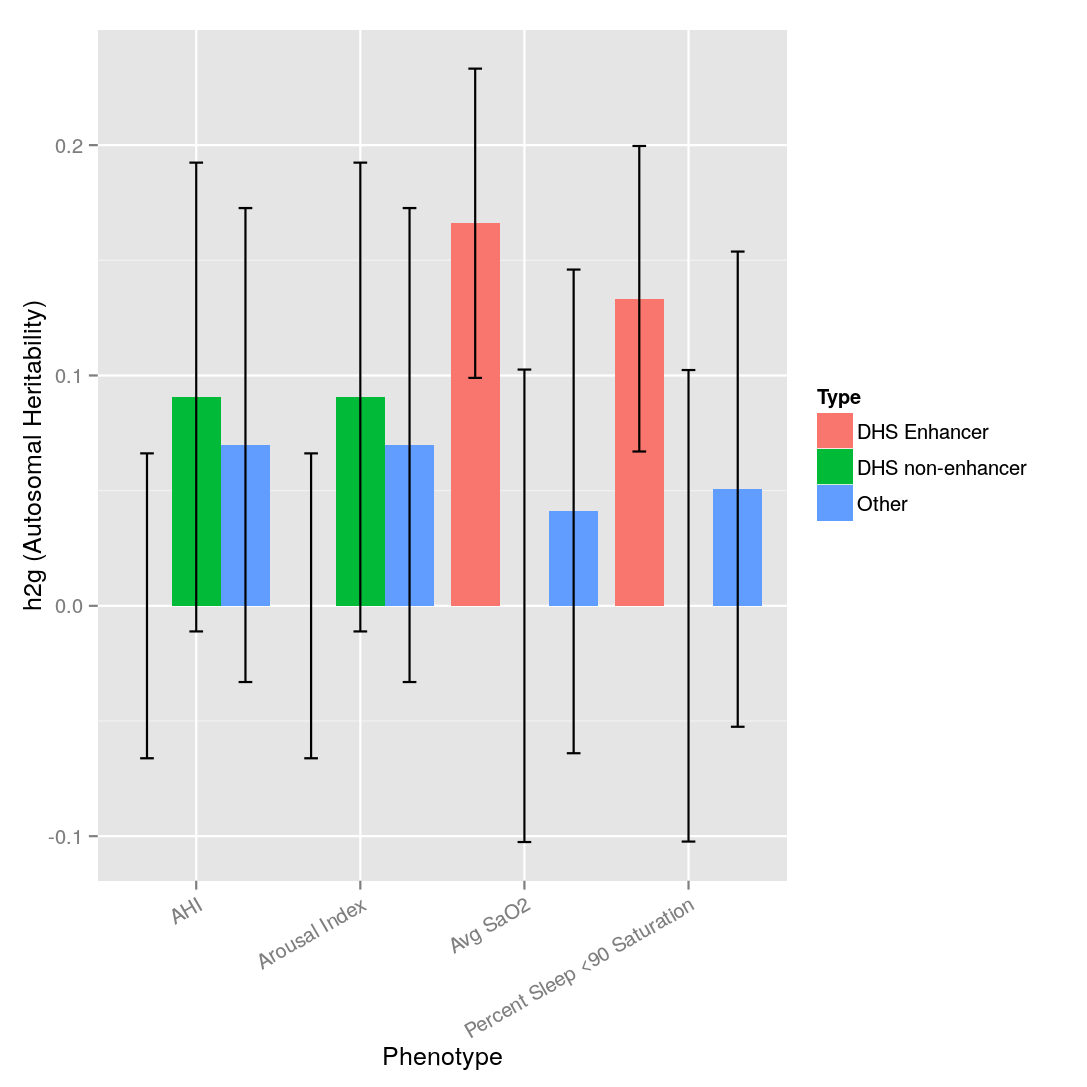 h2g (Autosomal Heritability)
0.2
0.1
0.0
-0.1
AHI
Arousal Index
Avg SaO2
Percent Sleep <90 Saturation
Phenotype
Type
DHS Enhancer
DHS non-enhancer
Other